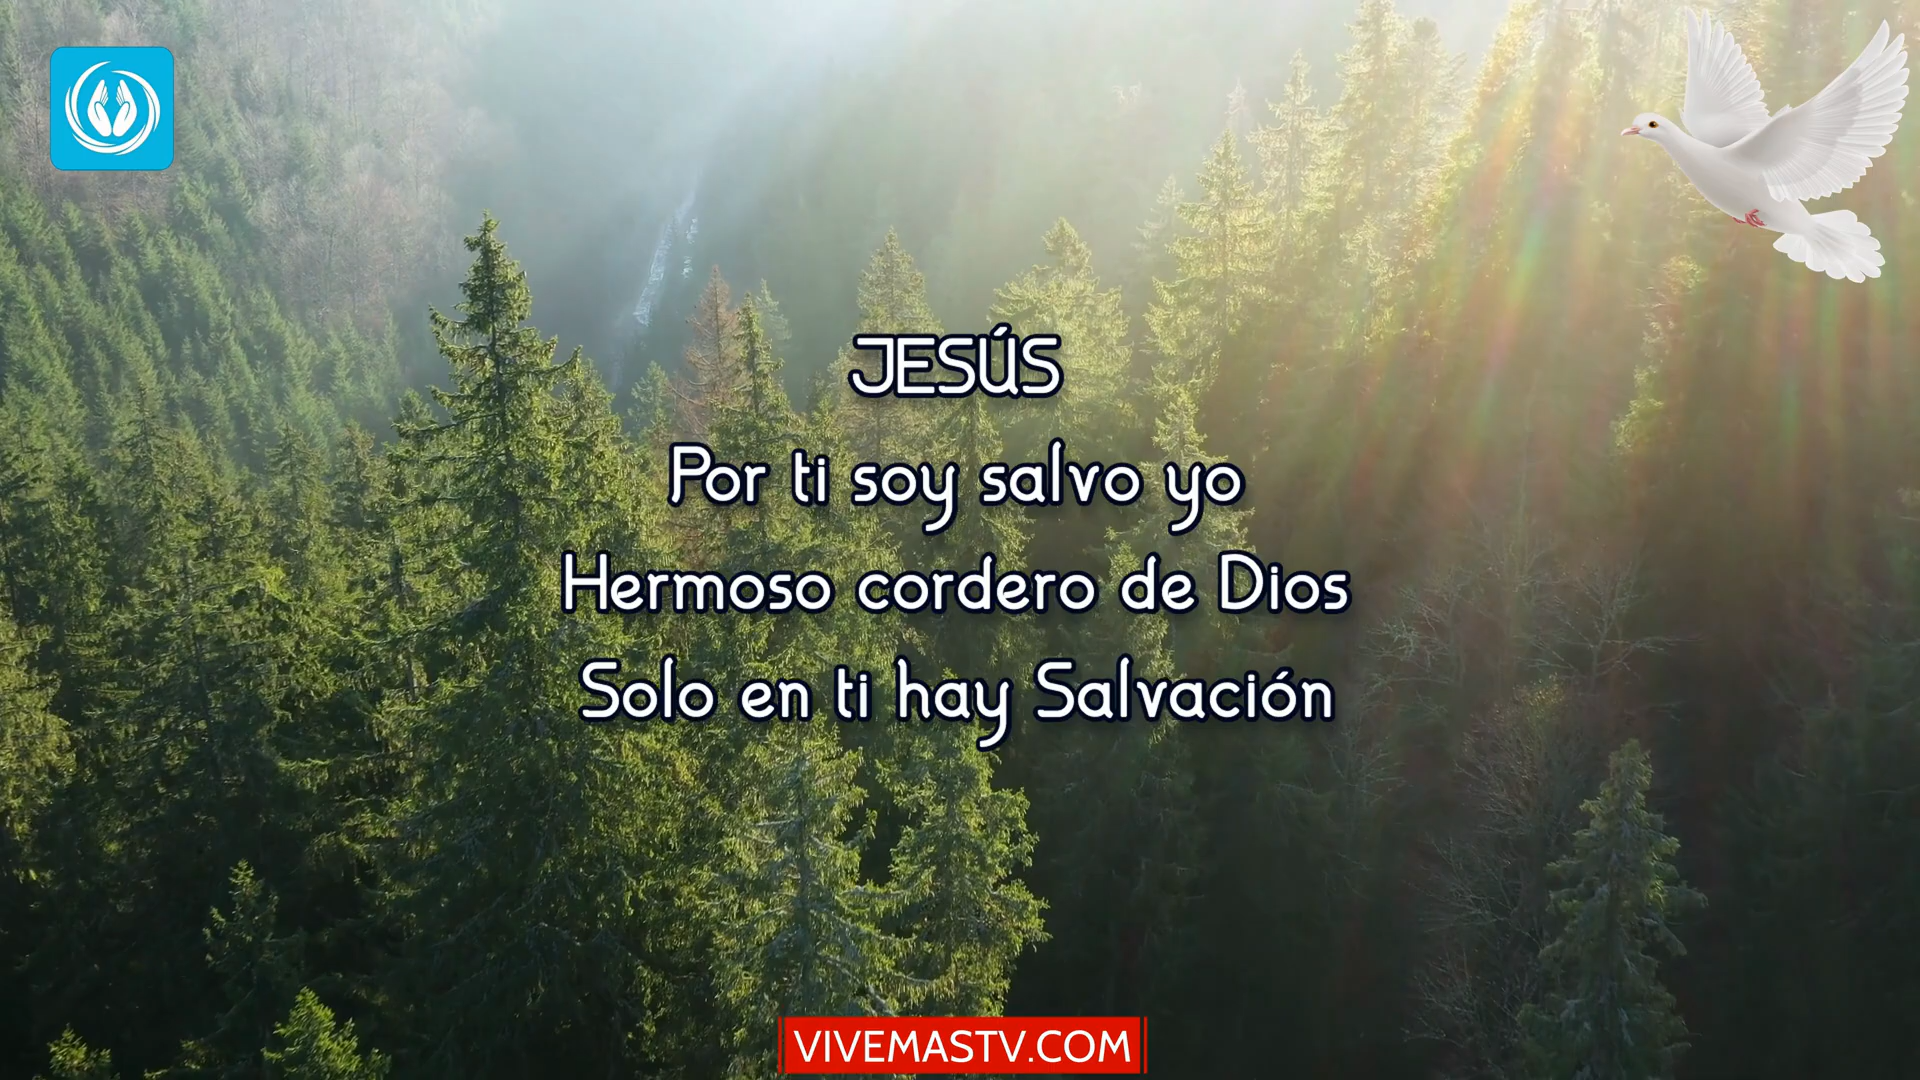 JESÚS
Por ti soy salvo yo
Hermoso cordero de Dios
Solo en ti hay Salvación
VIVEMASTV.COM